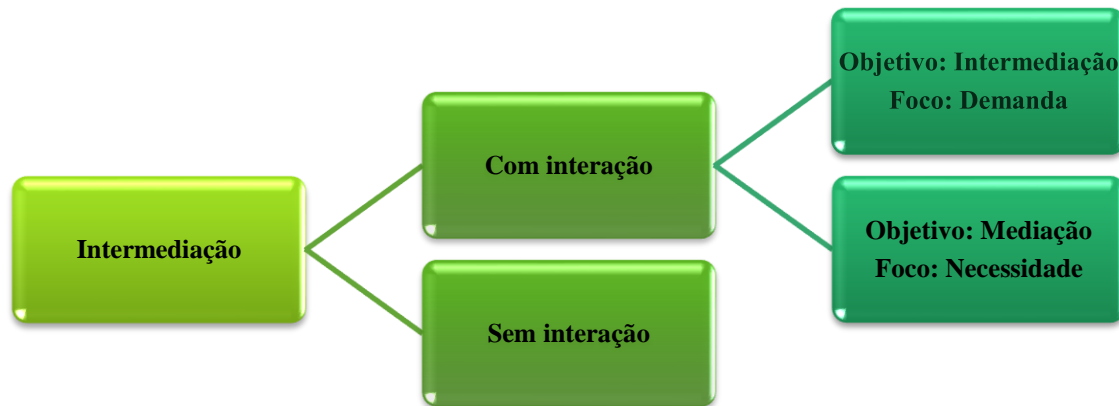 Intermediação
Com interação
Sem interação
Objetivo: Intermediação
Foco: Demanda
Objetivo: Mediação
Foco: Necessidade